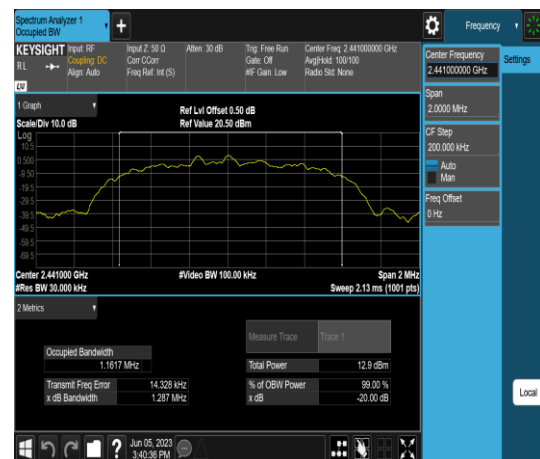 Spectrum Analyzer 1
Occupied BW
Frequency
KEYSIGHT
RL
Input: RF
Coupling: DC
Align: Auto
Input Z: 50 Ω
Corr CCorr
Freq Ref: Int (S)
Atten: 30 dB
Trig: Free Run
Gate: Off
#IF Gain: Low
Center Freq: 2.441000000 GHz
Avg|Hold: 100/100
Radio Std: None
LXI
1 Graph
Scale/Div 10.0 dB
Ref Lvl Offset 0.50 dB
Ref Value 20.50 dBm
Log
10.5
0.500
-9.50
-19.5
-29.5
-39.5
-49.5
-59.5
-69.5
Center 2.441000 GHz
#Res BW 30.000 kHz
#Video BW 100.00 kHz
Span 2 MHz
Sweep 2.13 ms (1001 pts)
2 Metrics
Measure Trace
Trace 1
Occupied Bandwidth
1.1617 MHz
Total Power
12.9 dBm
Transmit Freq Error
14.328 kHz
% of OBW Power
99.00 %
x dB Bandwidth
1.287 MHz
x dB
-20.00 dB
Center Frequency
2.441000000 GHz
Settings
Span
2.0000 MHz
CF Step
200.000 kHz
Auto
Man
Freq Offset
0 Hz
Local
Jun 05, 2023
3:40:36 PM